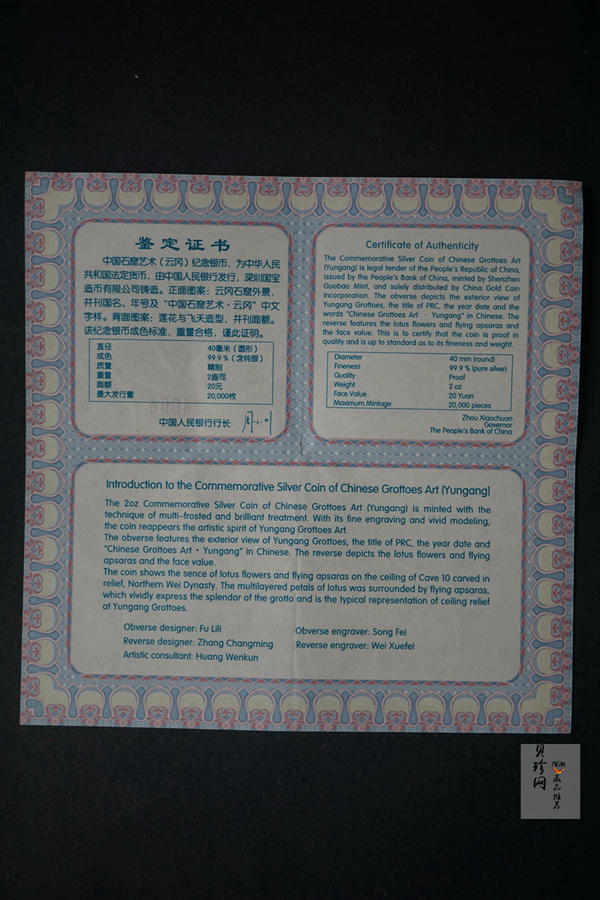 鉴定证书
中国石窟艺术（云冈）纪念银币，为中华人民
共和国法定货币，由中国人民银行发行，深圳国宝
造币有限公司铸造。正面图案：云冈石窟外景，
并刊国名、年号及“中国石窟艺术·云冈”中文
字样。背面图案：莲花与飞天造型，并刊面额。
该纪念银币成色标准，重量合格，谨此证明。
直径 40毫米（圆形）
成色 99.9％（含纯银）
质量 精制
重量 2盎司
面额 20元
最大发行量 20,000枚
中国人民银行行长
Certificate of Authenticity
The Commemorative Silver Coin of Chinese Grottoes Art
(Yungang) is legal tender of the People's Republic of China,
issued by the People's Bank of China, minted by Shenzhen
Guobao Mint, and solely distributed by China Gold Coin
Incorporation. The obverse depicts the exterior view of
Yungang Grottoes, the title of PRC, the year date and the
words "Chinese Grottoes Art · Yungang" in Chinese. The
reverse features the lotus flowers and flying apsaras and
the face value. This is to certify that the coin is proof in
quality and is up to standard as to its fineness and weight.
Diameter 40 mm (round)
Fineness 99.9 % (pure silver)
Quality Proof
Weight 2 oz
Face Value 20 Yuan
Maximum Mintage 20,000 pieces
Zhou Xiaochuan
Governor
The People's Bank of China
Introduction to the Commemorative Silver Coin of Chinese Grottoes Art (Yungang)
The 2oz Commemorative Silver Coin of Chinese Grottoes Art (Yungang) is minted with the
technique of multi-frosted and brilliant treatment. With its fine engraving and vivid modeling,
the coin reappears the artistic spirit of Yungang Grottoes Art.
The obverse features the exterior view of Yungang Grottoes, the title of PRC, the year date and
"Chinese Grottoes Art · Yungang" in Chinese. The reverse depicts the lotus flowers and flying
apsaras and the face value.
The coin shows the sence of lotus flowers and flying apsaras on the ceiling of Cave 10 carved in
relief, Northern Wei Dynasty. The multilayered petals of lotus was surrounded by flying apsaras,
which vividly express the splendor of the grotto and is the typical representation of ceiling relief
at Yungang Grottoes.
Obverse designer: Fu Lili
Obverse engraver: Song Fei
Reverse designer: Zhang Changming
Reverse engraver: Wei Xuefei
Artistic consultant: Huang Wenkun
贝珍网
藏品推荐